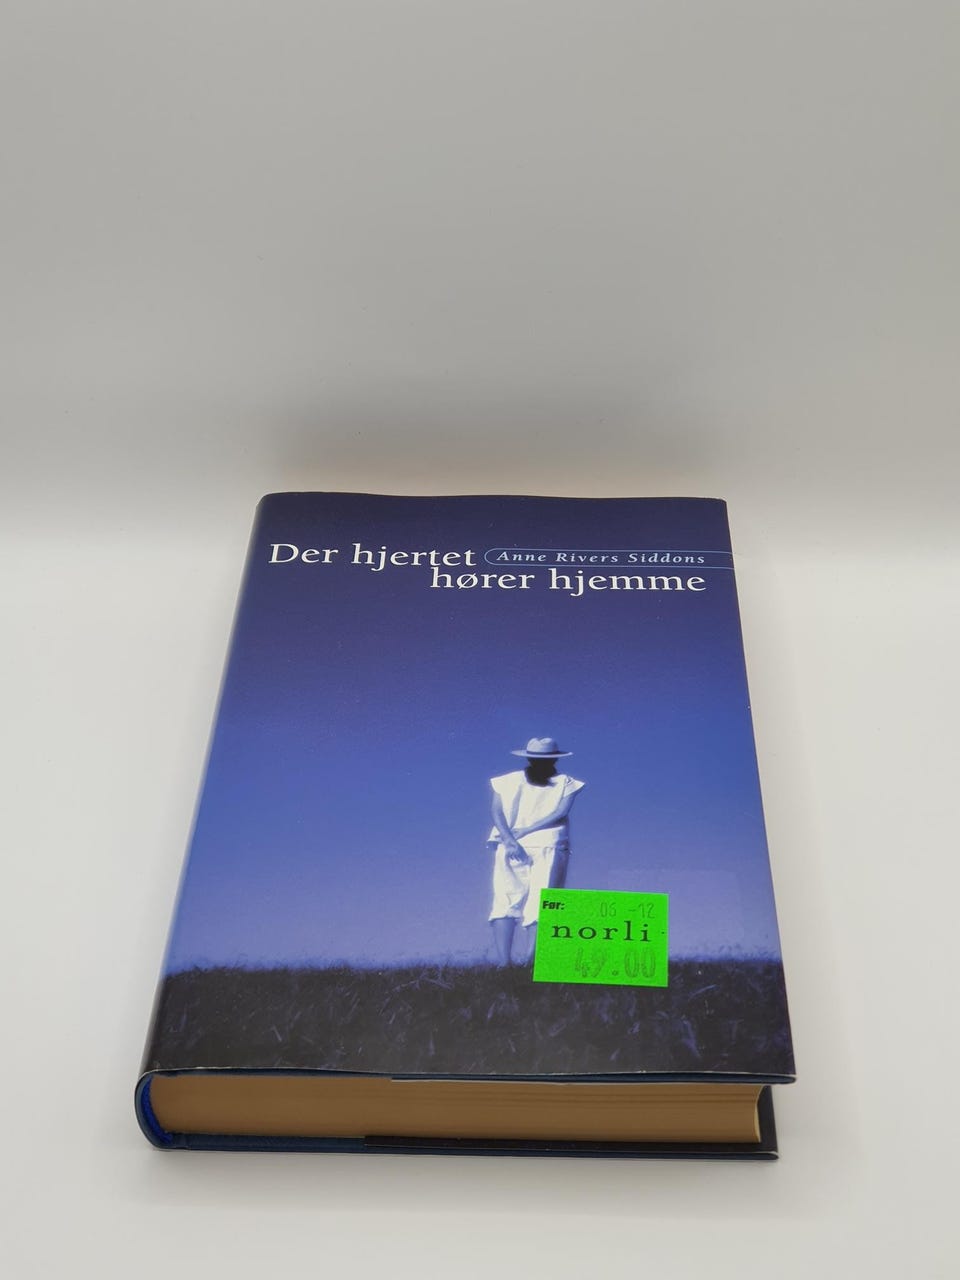 Der hjertet
Anne Rivers Siddons
hører hjemme
Før:
06 -12
norli
49.00